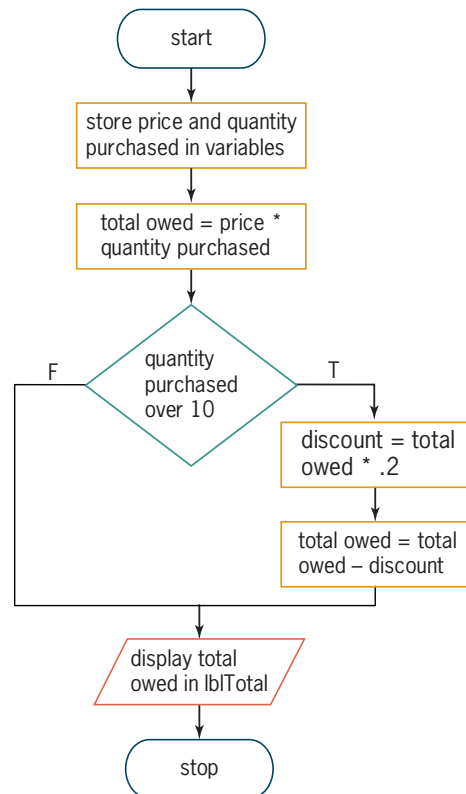 start
store price and quantity
purchased in variables
total owed = price *
quantity purchased
quantity
purchased
over 10
F
T
discount = total
owed * .2
total owed = total
owed – discount
display total
owed in lblTotal
stop